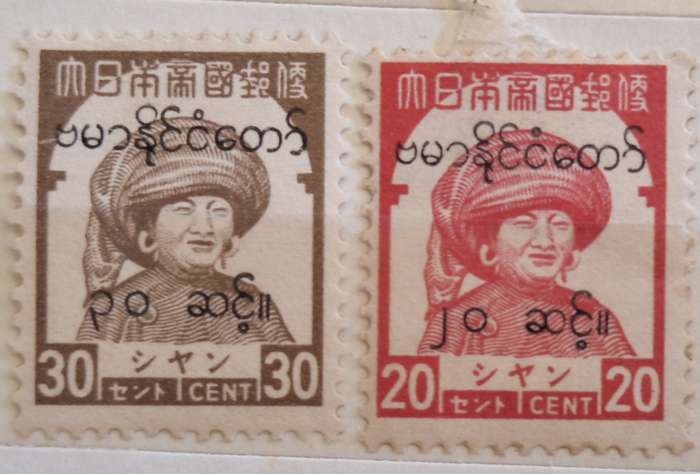 大日本帝國郵便
ဗမာနိုင်ငံတော်
၃၀ ဆင့်။
30 シヤン 30
セント CENT
大日本帝國郵便
ဗမာနိုင်ငံတော်
၂၀ ဆင့်။
20 シヤン 20
セント CENT